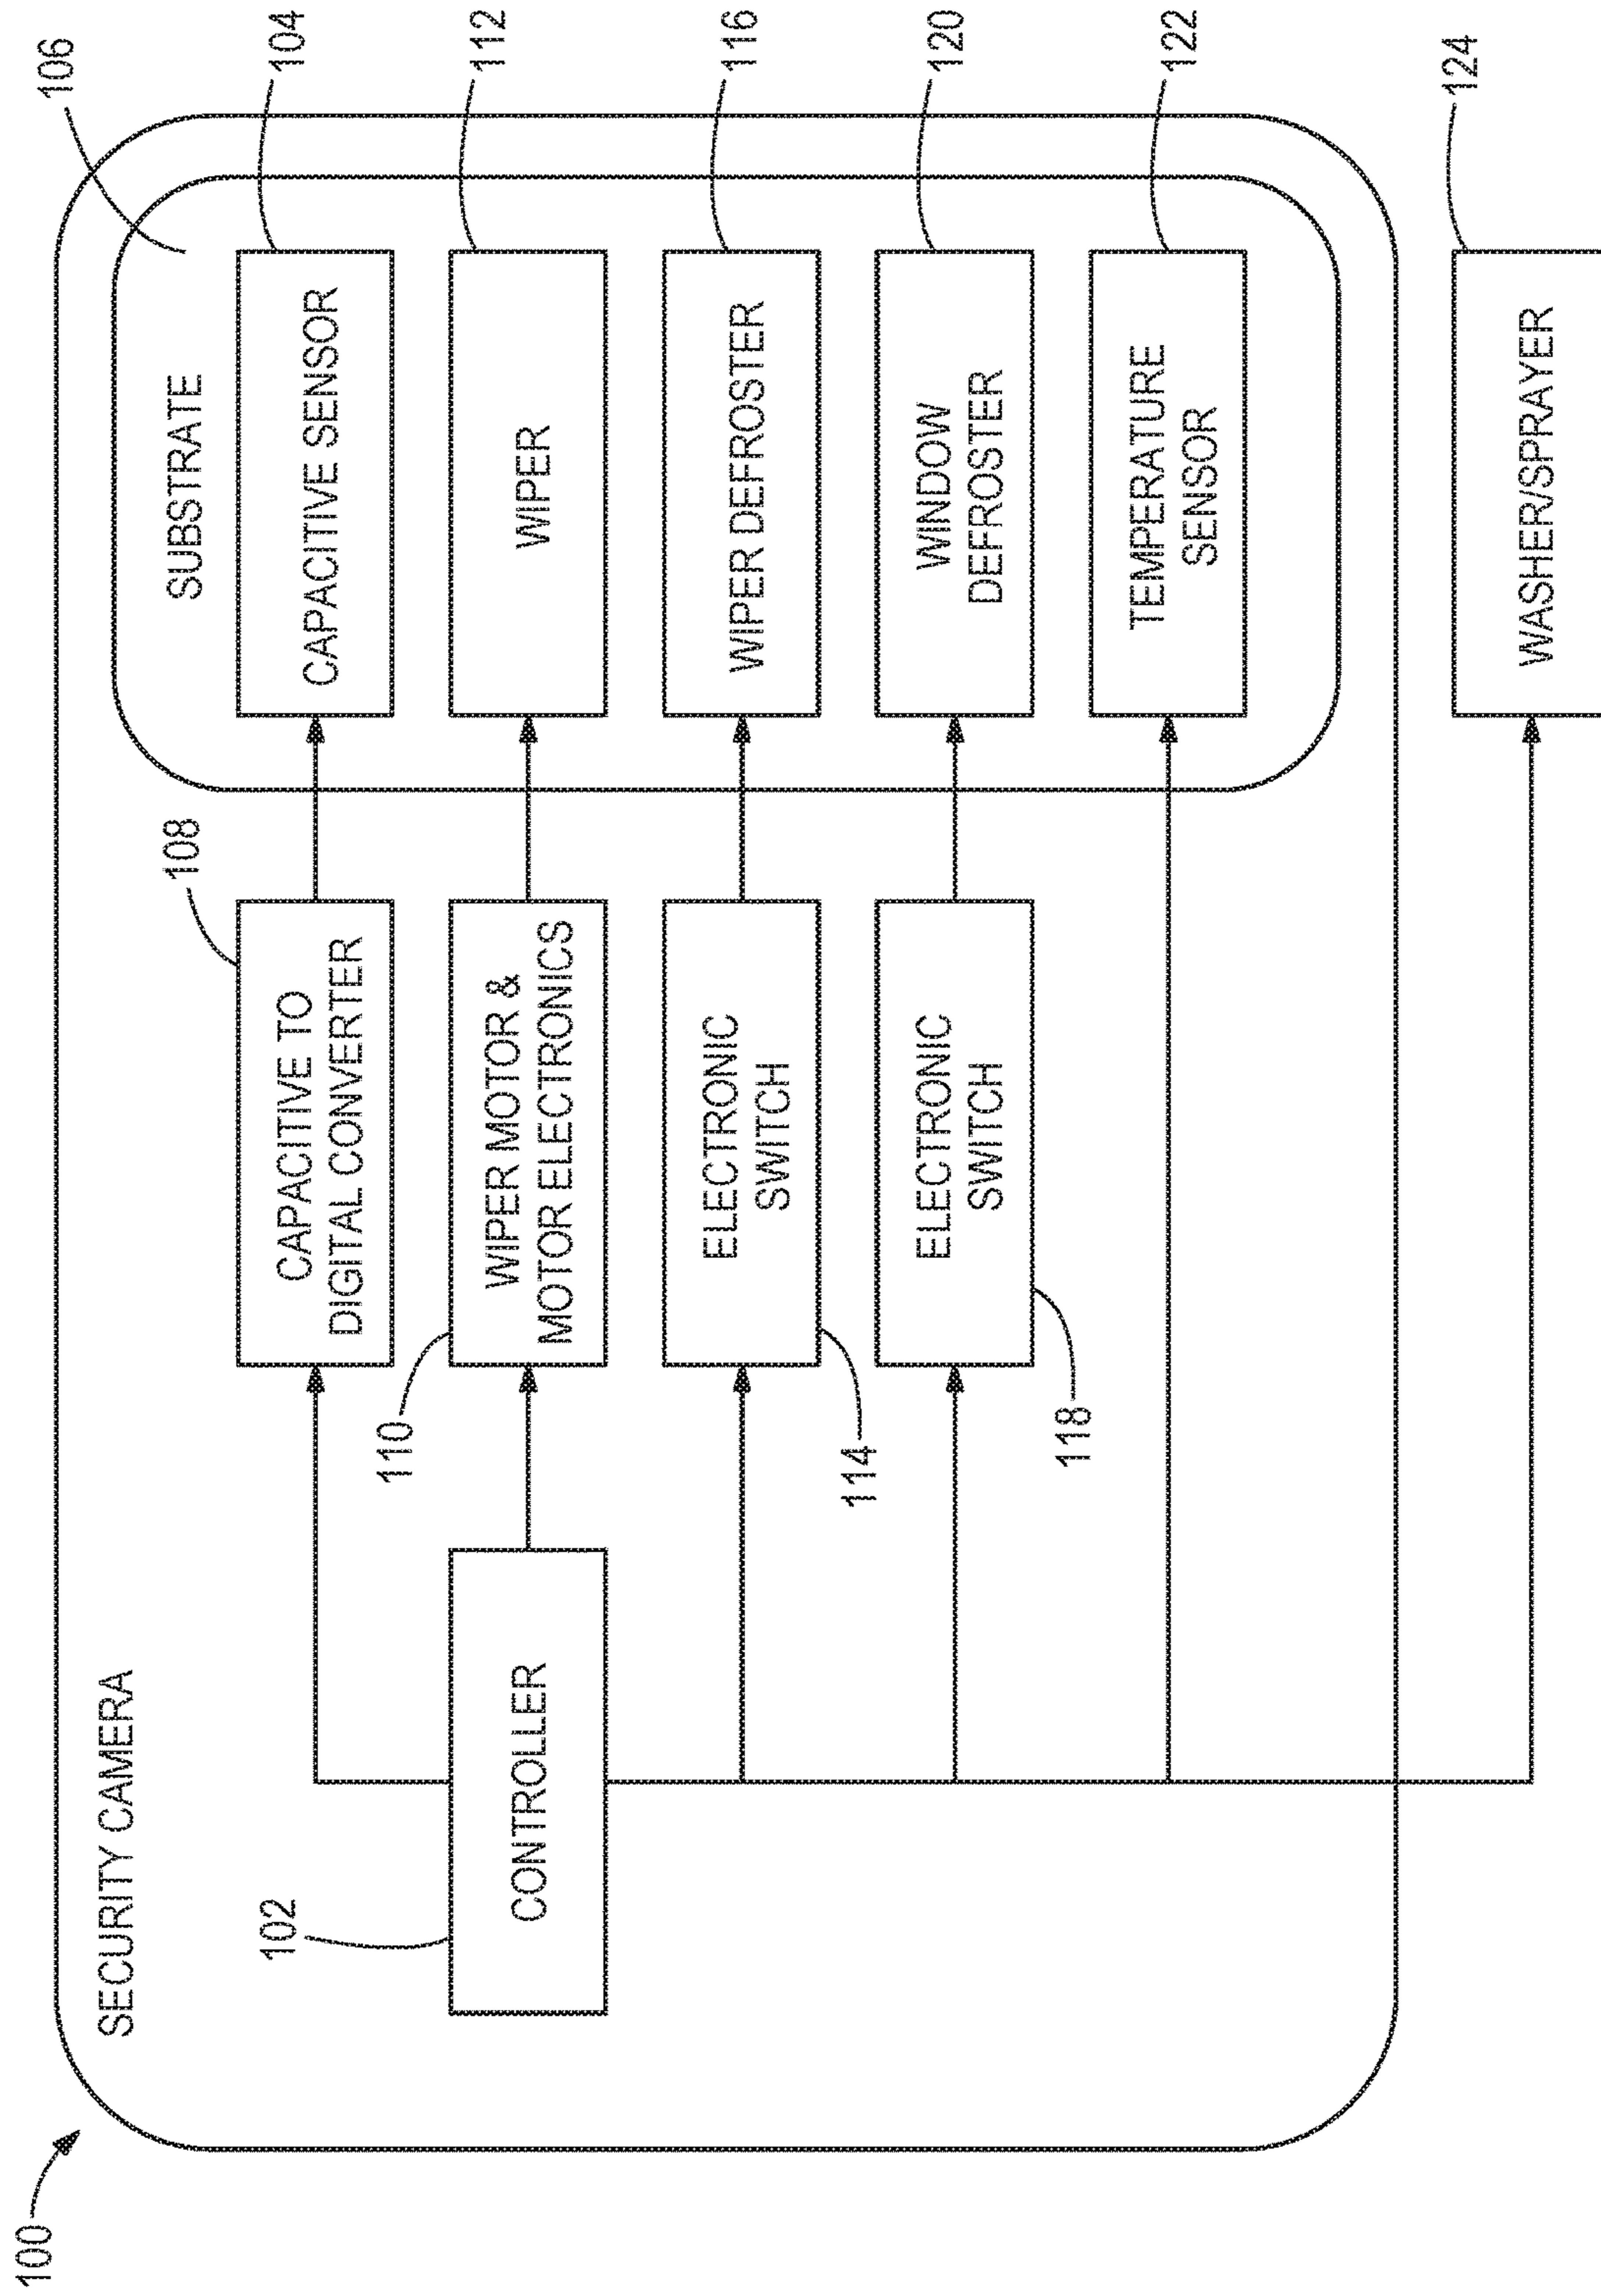 100
SECURITY CAMERA
102
CONTROLLER
108
CAPACITIVE TO
DIGITAL CONVERTER
110
WIPER MOTOR &
MOTOR ELECTRONICS
ELECTRONIC
SWITCH
114
ELECTRONIC
SWITCH
118
106
SUBSTRATE
CAPACITIVE SENSOR
104
WIPER
112
WIPER DEFROSTER
116
WINDOW
DEFROSTER
120
TEMPERATURE
SENSOR
122
WASHER/SPRAYER
124